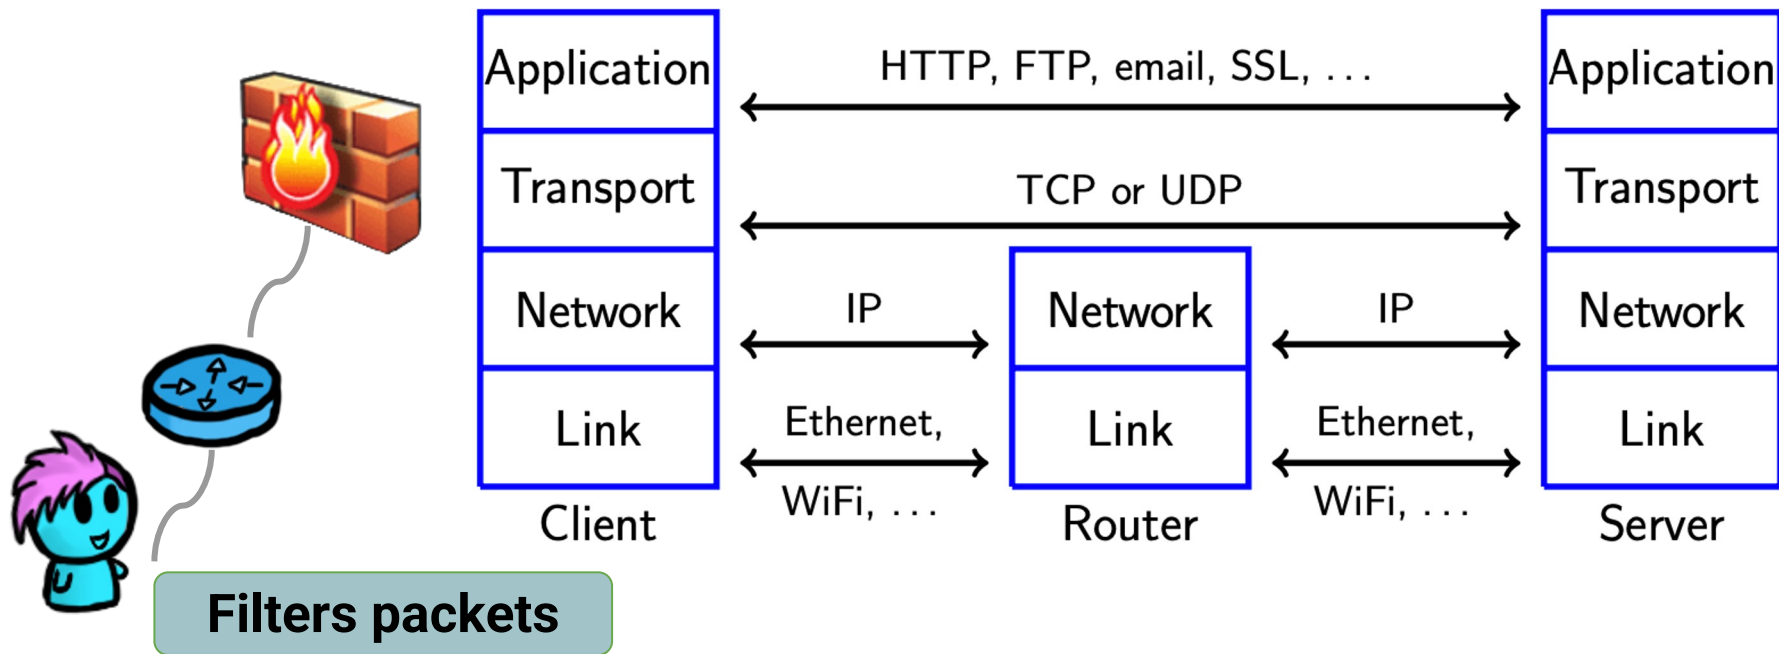 Application
HTTP, FTP, email, SSL, ...
Application
Transport
TCP or UDP
Transport
Network
IP
Network
IP
Network
Link
Ethernet,
WiFi, ...
Link
Ethernet,
WiFi, ...
Link
Client
Router
Server
Filters packets